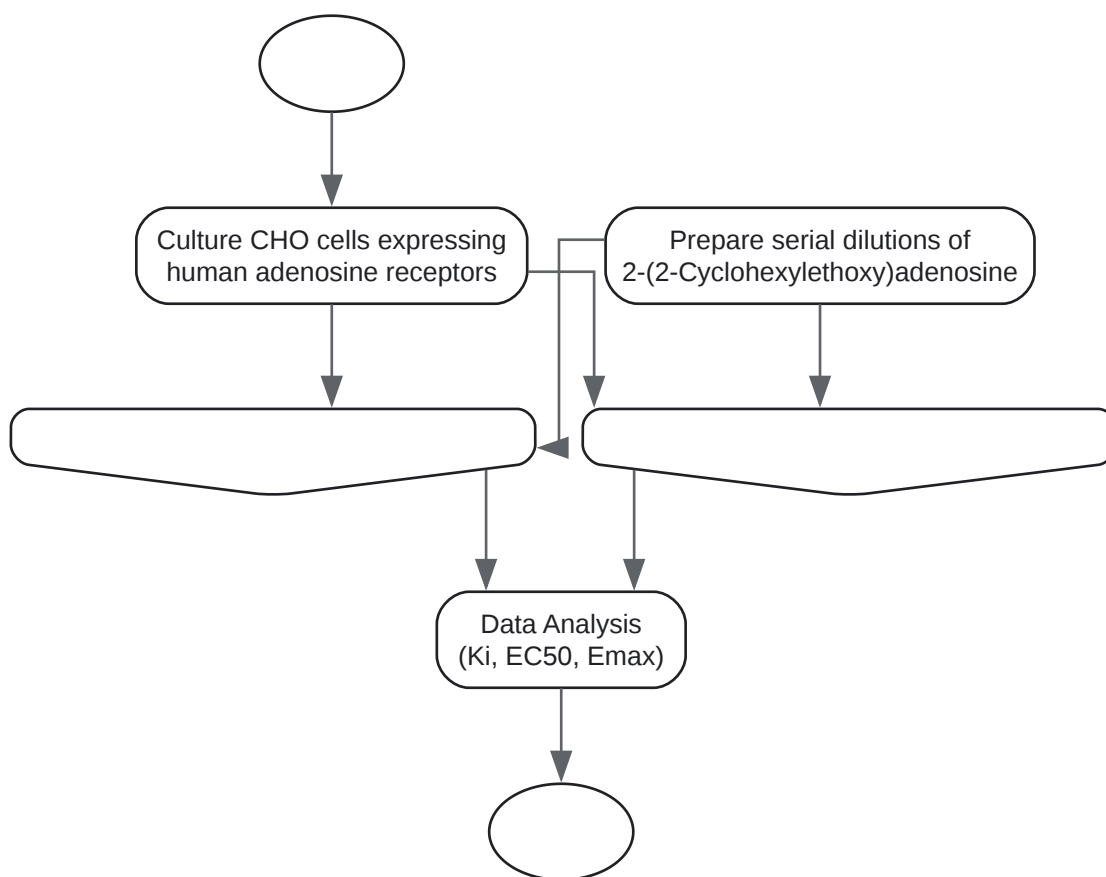 Culture CHO cells expressing
human adenosine receptors
Prepare serial dilutions of
2-(2-Cyclohexylethoxy)adenosine
Data Analysis
(Ki, EC50, Emax)